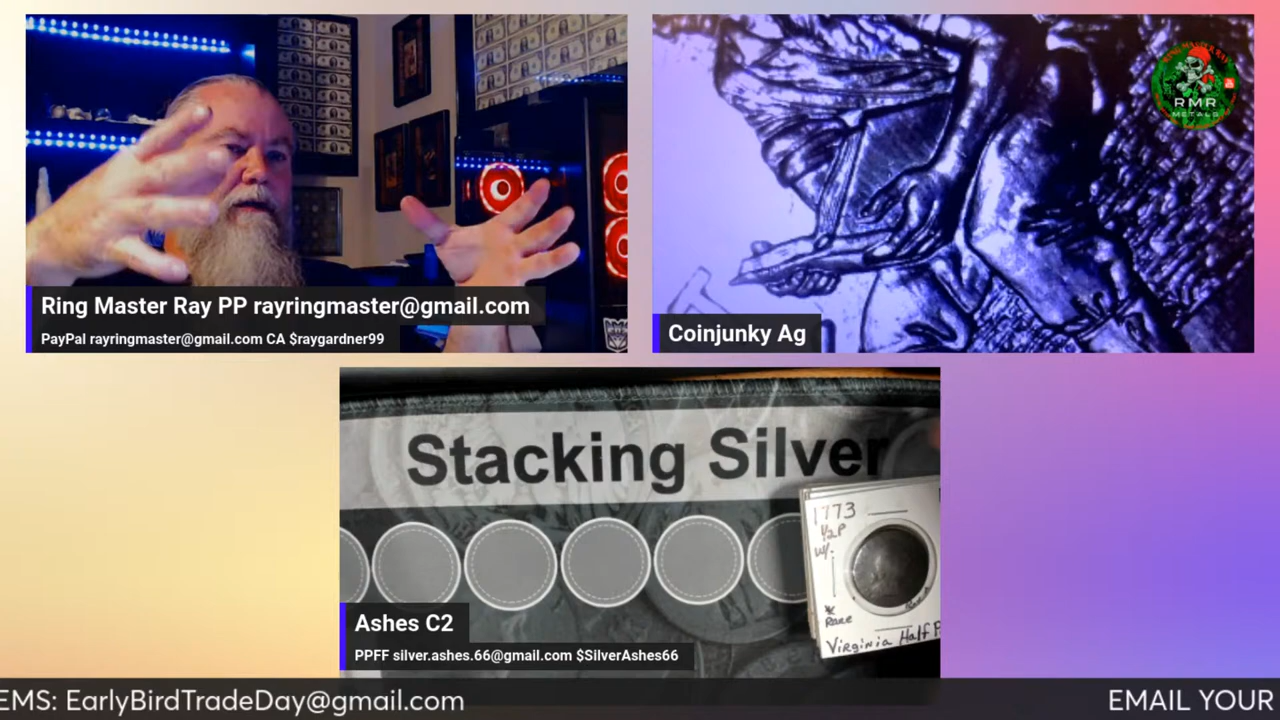 Ring Master Ray PP rayringmaster@gmail.com
PayPal rayringmaster@gmail.com CA $raygardner99
RMR
METALS
Coinjunky Ag
Stacking Silver
1773
1/2 P
W/.
*
Rare
Virginia Half
Ashes C2
PPFF silver.ashes.66@gmail.com $SilverAshes66
EMS: EarlyBirdTradeDay@gmail.com
EMAIL YOUR